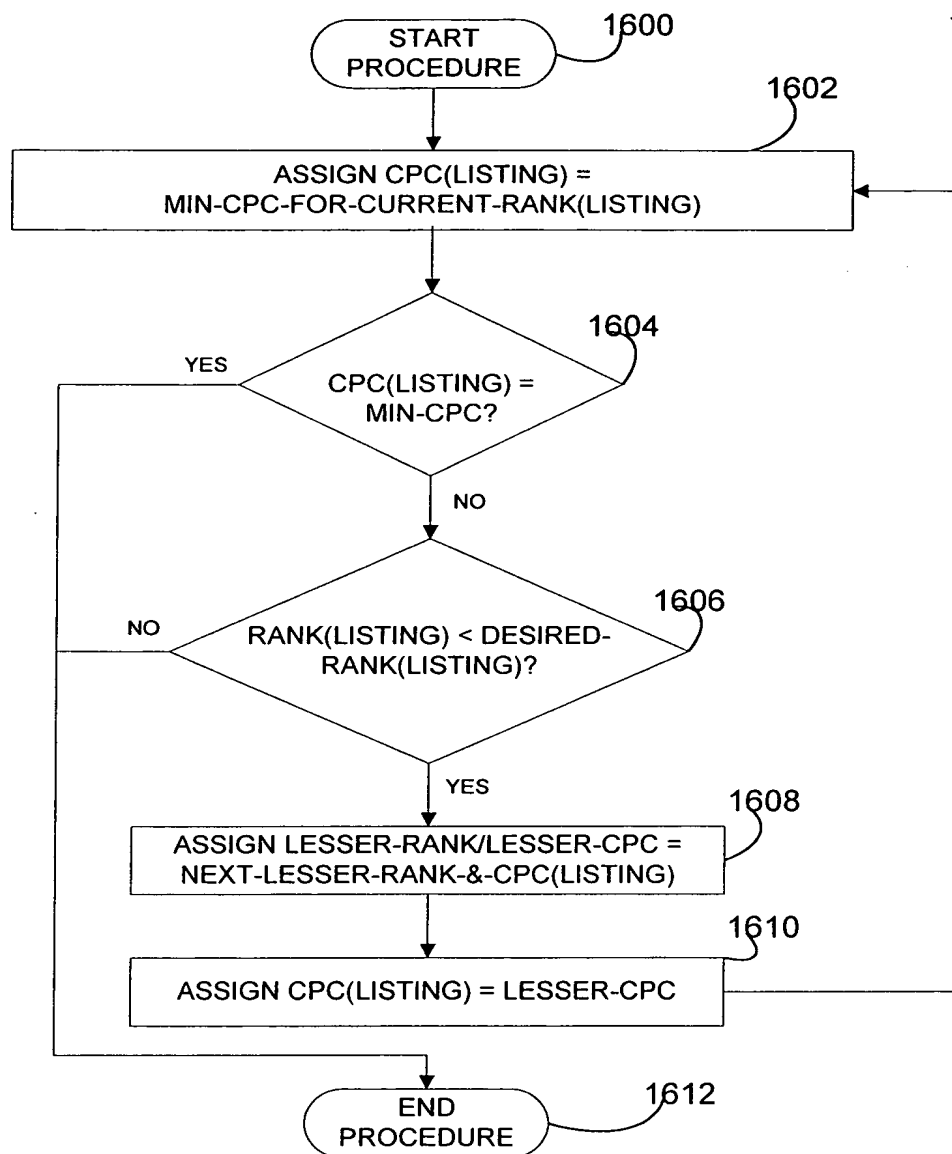 START
PROCEDURE
1600
1602
ASSIGN CPC(LISTING) =
MIN-CPC-FOR-CURRENT-RANK(LISTING)
1604
YES
CPC(LISTING) =
MIN-CPC?
NO
1606
NO
RANK(LISTING) < DESIRED-
RANK(LISTING)?
YES
1608
ASSIGN LESSER-RANK/LESSER-CPC =
NEXT-LESSER-RANK-&-CPC(LISTING)
1610
ASSIGN CPC(LISTING) = LESSER-CPC
1612
END
PROCEDURE